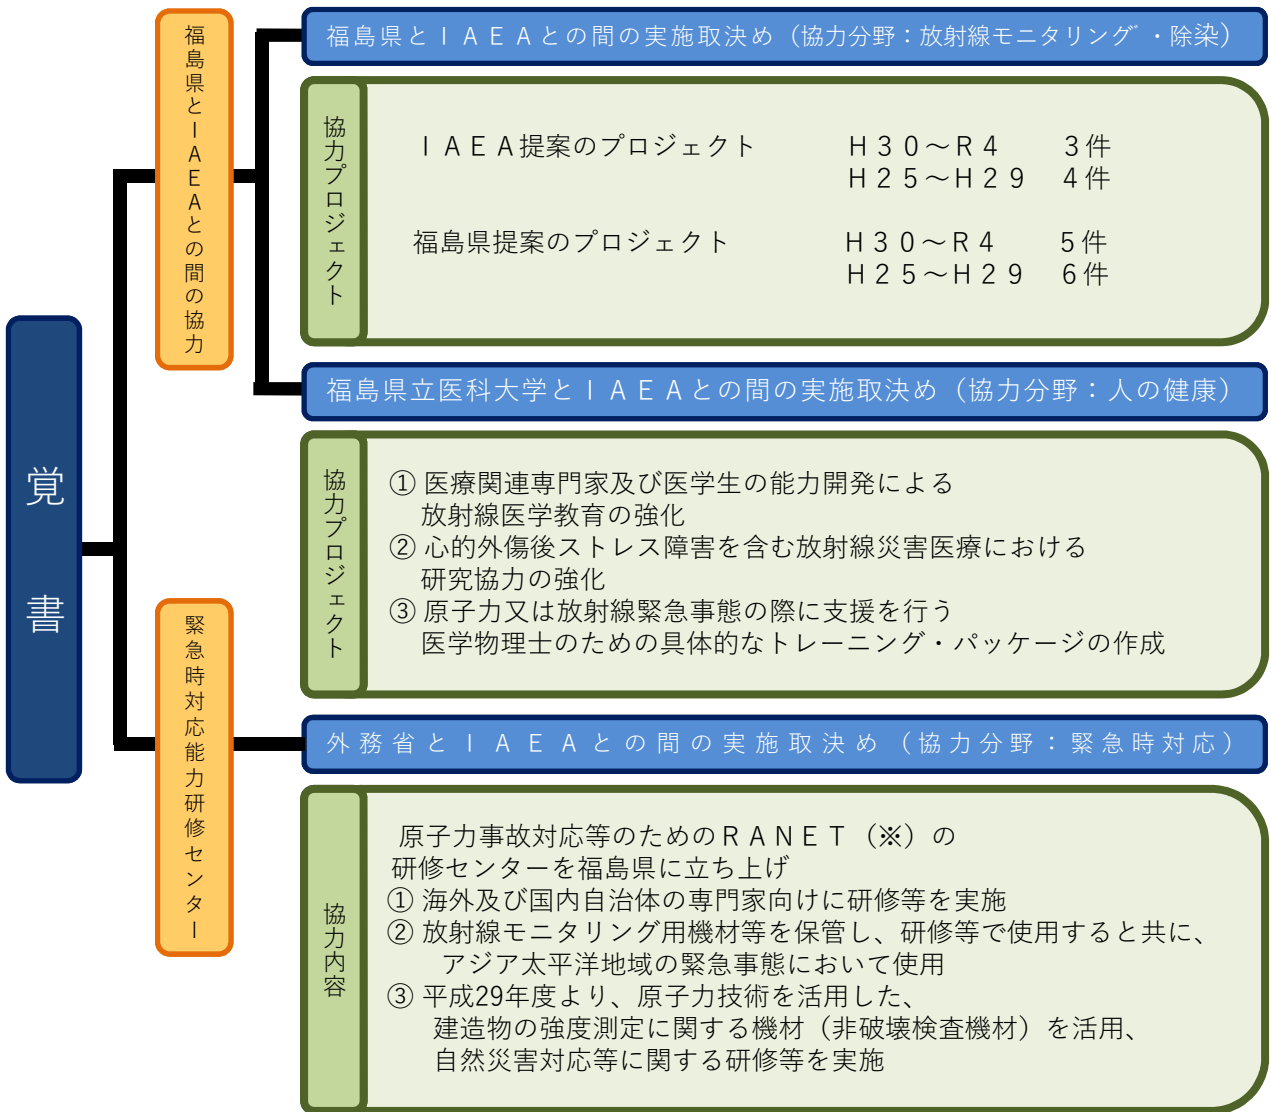 覚書
福島県とＩＡＥＡとの間の協力
福島県とＩＡＥＡとの間の実施取決め（協力分野：放射線モニタリング・除染）
協力プロジェクト
ＩＡＥＡ提案のプロジェクト　Ｈ３０～Ｒ４　３件
Ｈ２５～Ｈ２９　４件
福島県提案のプロジェクト　Ｈ３０～Ｒ４　５件
Ｈ２５～Ｈ２９　６件
福島県立医科大学とＩＡＥＡとの間の実施取決め（協力分野：人の健康）
協力プロジェクト
① 医療関連専門家及び医学生の能力開発による
放射線医学教育の強化
② 心的外傷後ストレス障害を含む放射線災害医療における
研究協力の強化
③ 原子力又は放射線緊急事態の際に支援を行う
医学物理士のための具体的なトレーニング・パッケージの作成
緊急時対応能力研修センター
外務省とＩＡＥＡとの間の実施取決め（協力分野：緊急時対応）
協力内容
原子力事故対応等のためのＲＡＮＥＴ（※）の
研修センターを福島県に立ち上げ
① 海外及び国内自治体の専門家向けに研修等を実施
② 放射線モニタリング用機材等を保管し、研修等で使用すると共に、
アジア太平洋地域の緊急事態において使用
③ 平成29年度より、原子力技術を活用した、
建造物の強度測定に関する機材（非破壊検査機材）を活用、
自然災害対応等に関する研修等を実施